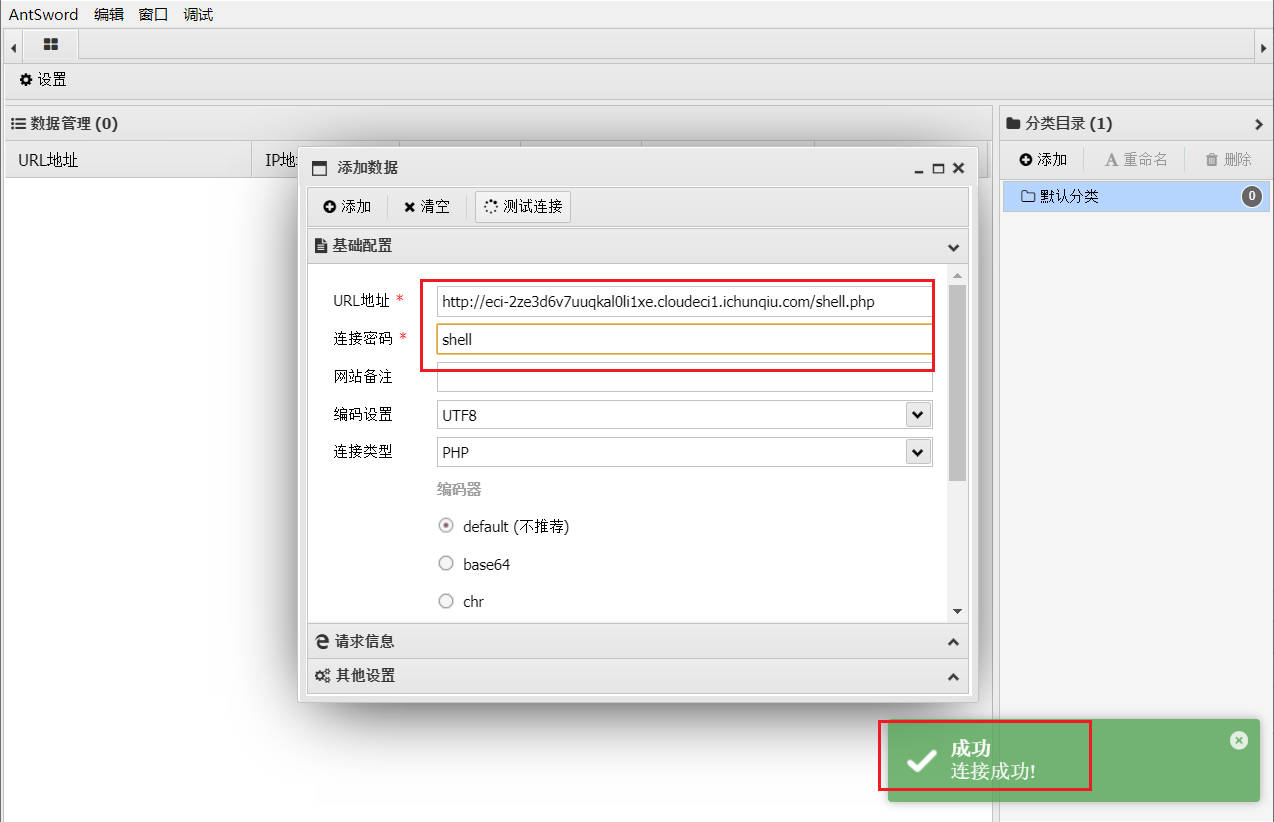 AntSword 编辑 窗口 调试
设置
数据管理 (0)
分类目录 (1)
URL地址 IP地
添加 重命名 删除
默认分类 0
添加数据
添加 清空 测试连接
基础配置
URL地址 * http://eci-2ze3d6v7uuqkal0li1xe.cloudeci1.ichunqiu.com/shell.php
连接密码 * shell
网站备注
编码设置 UTF8
连接类型 PHP
编码器
default (不推荐)
base64
chr
请求信息
其他设置
成功
连接成功!